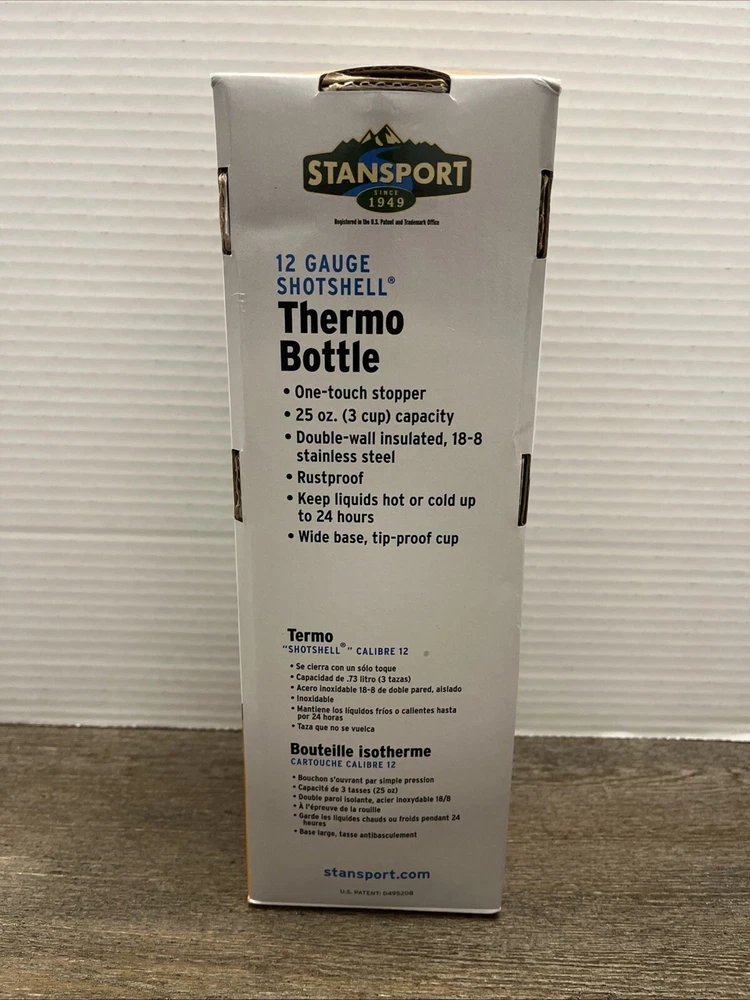 STANSPORT
SINCE
1949
Registered in the U.S. Patent and Trademark Office
12 GAUGE
SHOTSHELL®
Thermo
Bottle
• One-touch stopper
• 25 oz. (3 cup) capacity
• Double-wall insulated, 18-8
stainless steel
• Rustproof
• Keep liquids hot or cold up
to 24 hours
• Wide base, tip-proof cup
Termo
"SHOTSHELL®" CALIBRE 12
• Se cierra con un sólo toque
• Capacidad de .73 litro (3 tazas)
• Acero inoxidable 18-8 de doble pared, aislado
• Inoxidable
• Mantiene los líquidos fríos o calientes hasta
por 24 horas
• Taza que no se vuelca
Bouteille isotherme
CARTOUCHE CALIBRE 12
• Bouchon s'ouvrant par simple pression
• Capacité de 3 tasses (25 oz)
• Double paroi isolante, acier inoxydable 18/8
• À l'épreuve de la rouille
• Garde les liquides chauds ou froids pendant 24
heures
• Base large, tasse antibasculement
stansport.com
U.S. PATENT: D495208